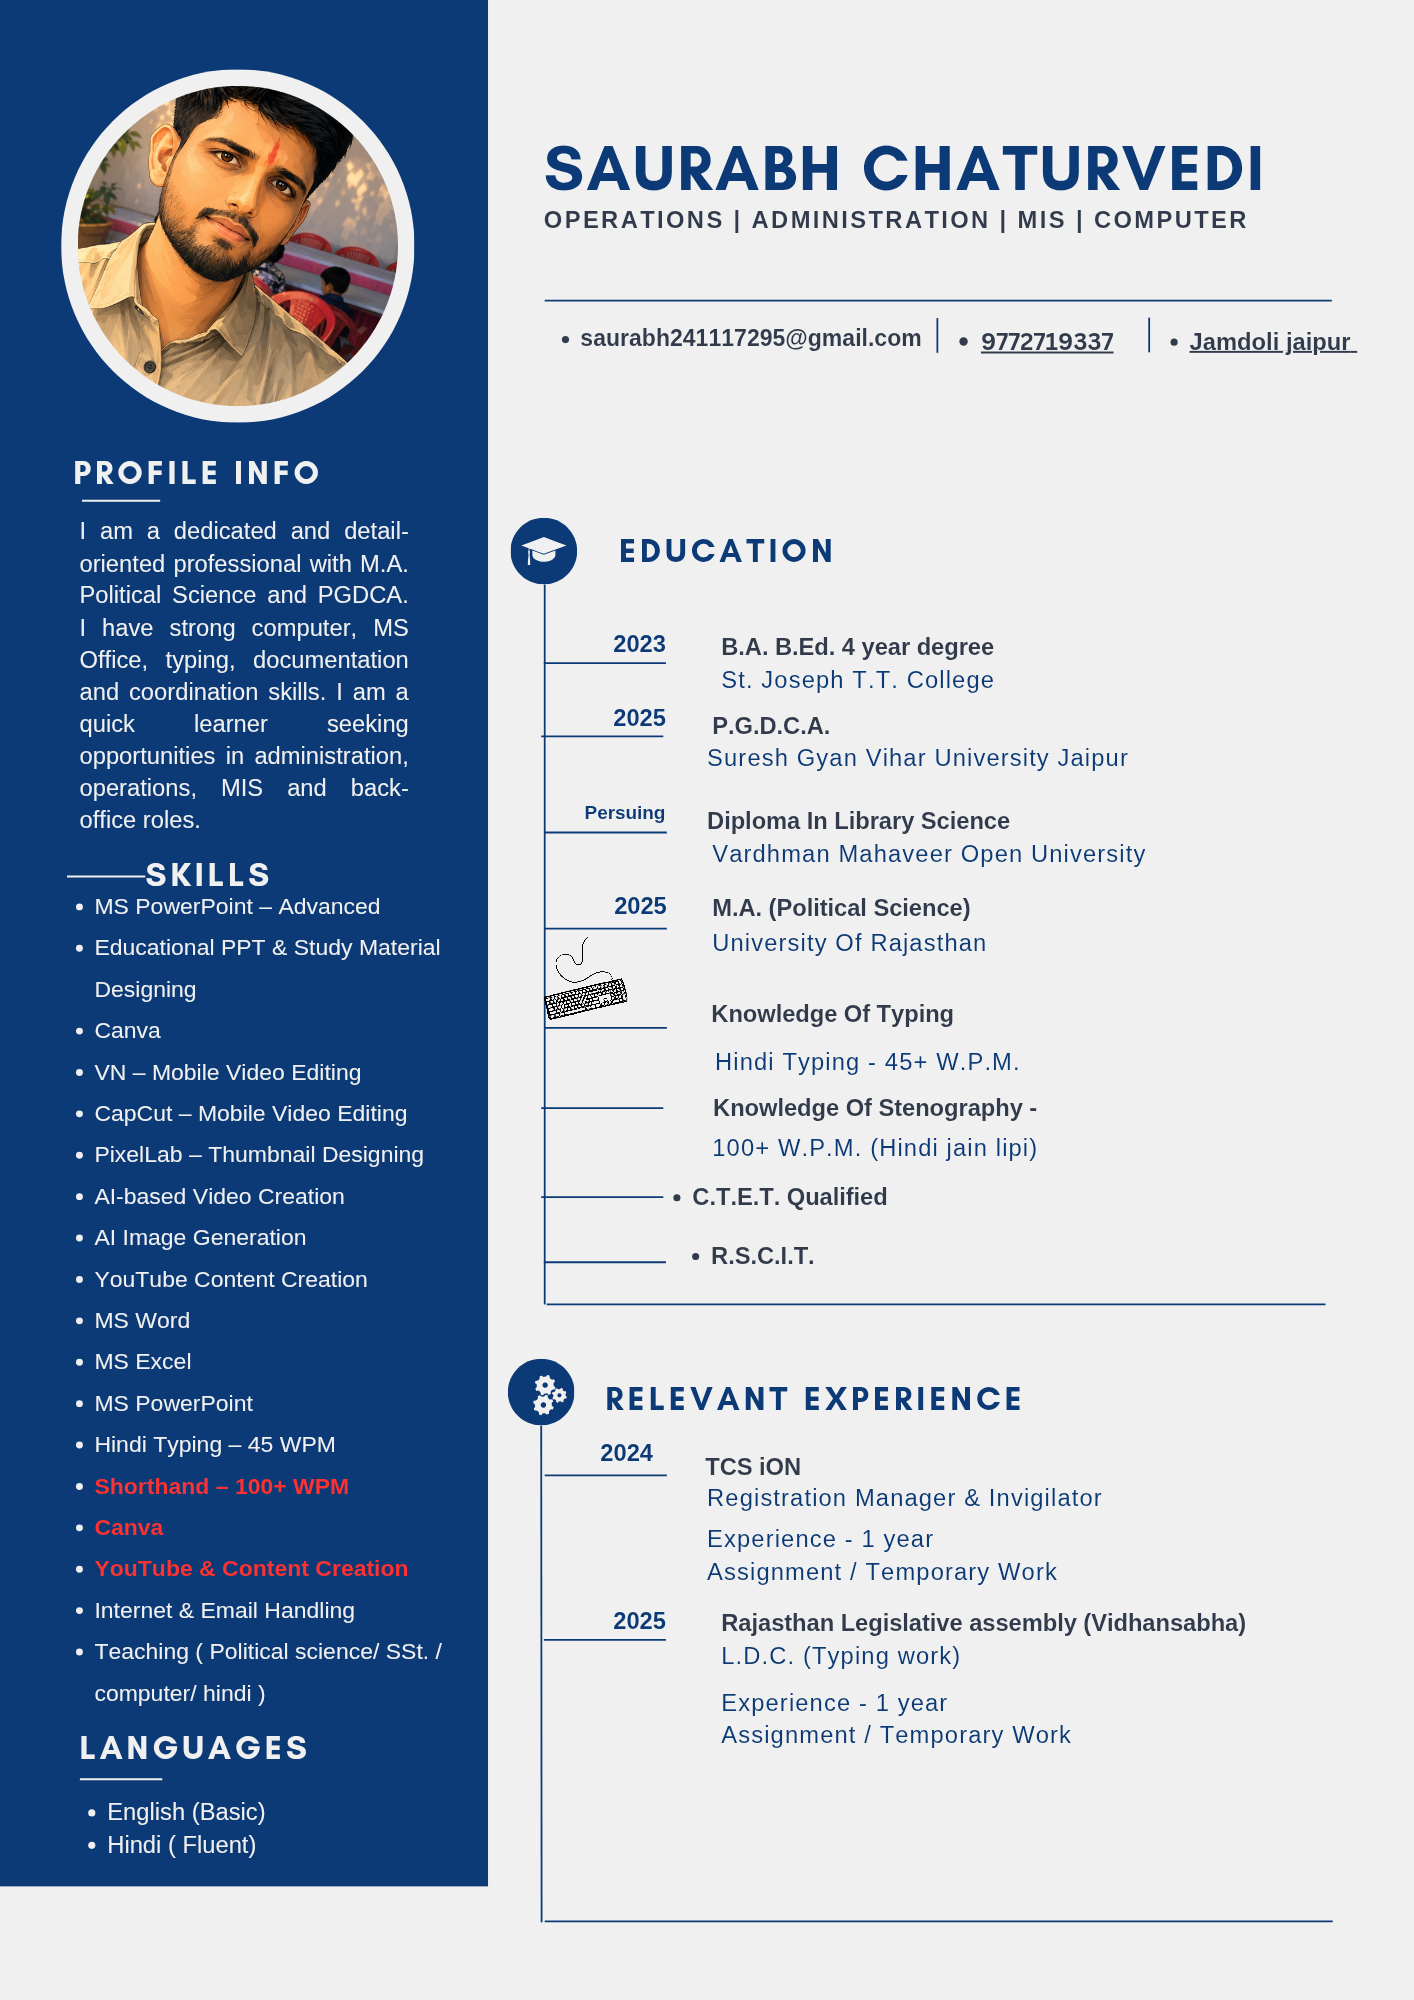 SAURABH CHATURVEDI
OPERATIONS | ADMINISTRATION | MIS | COMPUTER
• saurabh241117295@gmail.com
• 9772719337
• Jamdoli jaipur
PROFILE INFO
I am a dedicated and detail-
oriented professional with M.A.
Political Science and PGDCA.
I have strong computer, MS
Office, typing, documentation
and coordination skills. I am a
quick learner seeking
opportunities in administration,
operations, MIS and back-
office roles.
SKILLS
• MS PowerPoint – Advanced
• Educational PPT & Study Material
Designing
• Canva
• VN – Mobile Video Editing
• CapCut – Mobile Video Editing
• PixelLab – Thumbnail Designing
• AI-based Video Creation
• AI Image Generation
• YouTube Content Creation
• MS Word
• MS Excel
• MS PowerPoint
• Hindi Typing – 45 WPM
• Shorthand – 100+ WPM
• Canva
• YouTube & Content Creation
• Internet & Email Handling
• Teaching ( Political science/ SSt. /
computer/ hindi )
LANGUAGES
• English (Basic)
• Hindi ( Fluent)
EDUCATION
2023
B.A. B.Ed. 4 year degree
St. Joseph T.T. College
2025
P.G.D.C.A.
Suresh Gyan Vihar University Jaipur
Persuing
Diploma In Library Science
Vardhman Mahaveer Open University
2025
M.A. (Political Science)
University Of Rajasthan
Knowledge Of Typing
Hindi Typing - 45+ W.P.M.
Knowledge Of Stenography -
100+ W.P.M. (Hindi jain lipi)
• C.T.E.T. Qualified
• R.S.C.I.T.
RELEVANT EXPERIENCE
2024
TCS iON
Registration Manager & Invigilator
Experience - 1 year
Assignment / Temporary Work
2025
Rajasthan Legislative assembly (Vidhansabha)
L.D.C. (Typing work)
Experience - 1 year
Assignment / Temporary Work